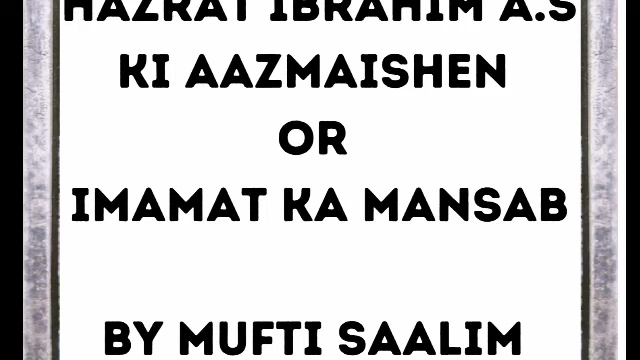 HAZRAT IBRAHIM A.S
KI AAZMAISHEN
OR
IMAMAT KA MANSAB
BY MUFTI SAALIM